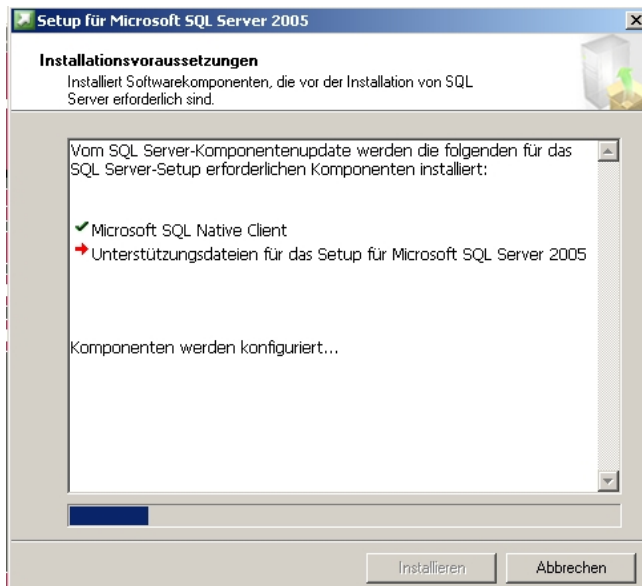 Setup für Microsoft SQL Server 2005
Installationsvoraussetzungen
Installiert Softwarekomponenten, die vor der Installation von SQL
Server erforderlich sind.
Vom SQL Server-Komponentenupdate werden die folgenden für das
SQL Server-Setup erforderlichen Komponenten installiert:
Microsoft SQL Native Client
Unterstützungsdateien für das Setup für Microsoft SQL Server 2005
Komponenten werden konfiguriert...
Installieren
Abbrechen